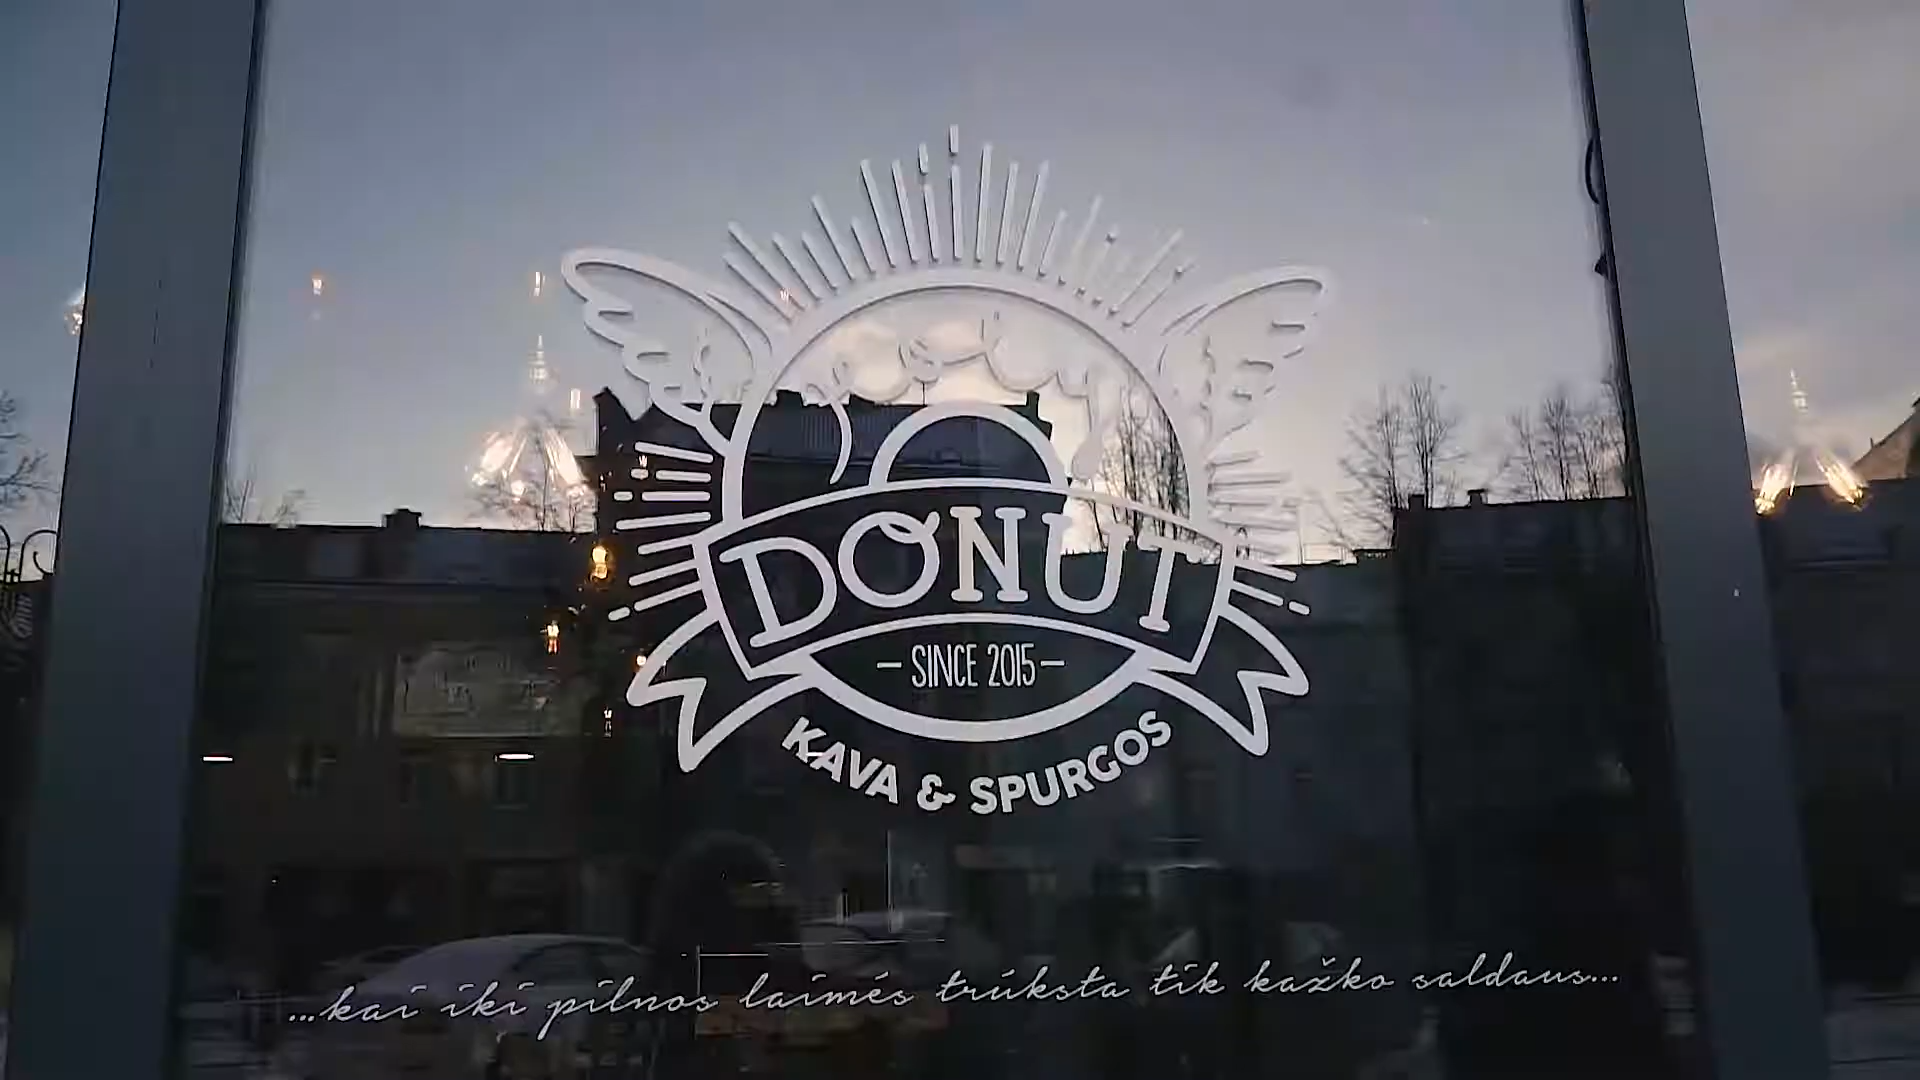 DONUT
– SINCE 2015 –
KAVA & SPURGOS
...kai iki pilnos laimės trūksta tik kažko saldaus...